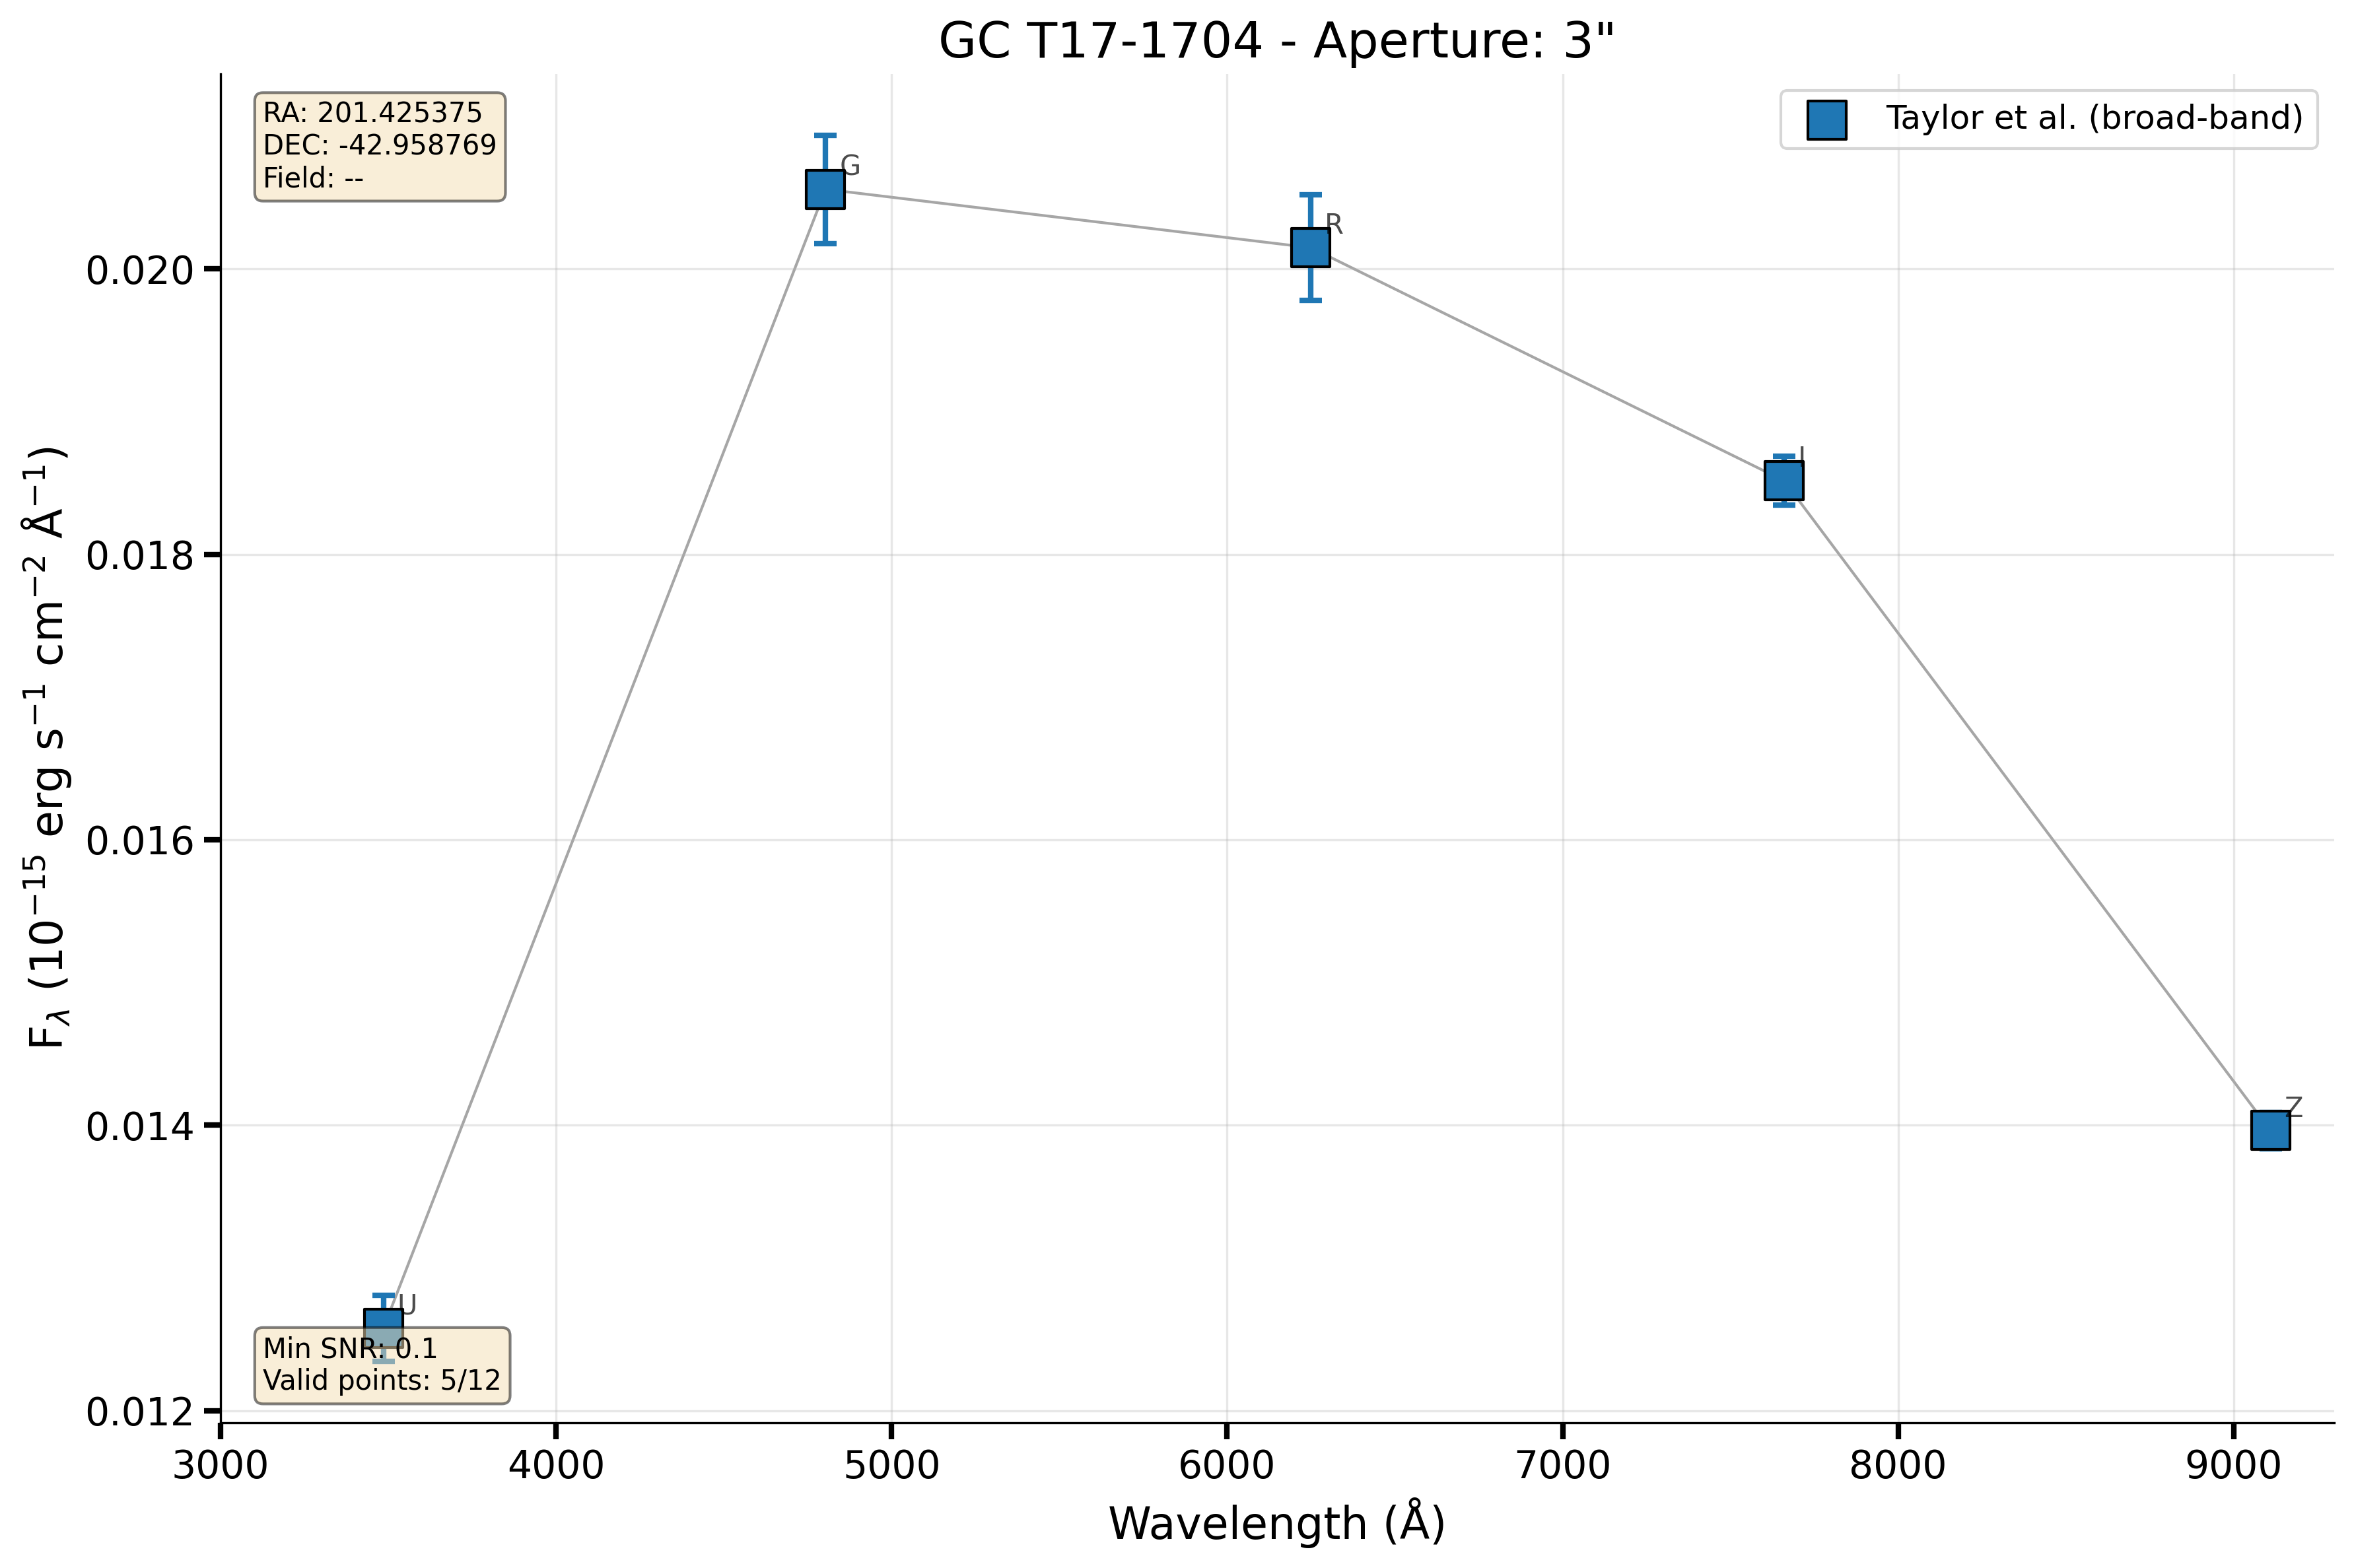 GC T17-1704 - Aperture: 3"
RA: 201.425375
DEC: -42.958769
Field: --
Taylor et al. (broad-band)
G
R
I
Z
U
Min SNR: 0.1
Valid points: 5/12
0.020
0.018
0.016
0.014
0.012
F_λ (10⁻¹⁵ erg s⁻¹ cm⁻² Å⁻¹)
3000 4000 5000 6000 7000 8000 9000
Wavelength (Å)